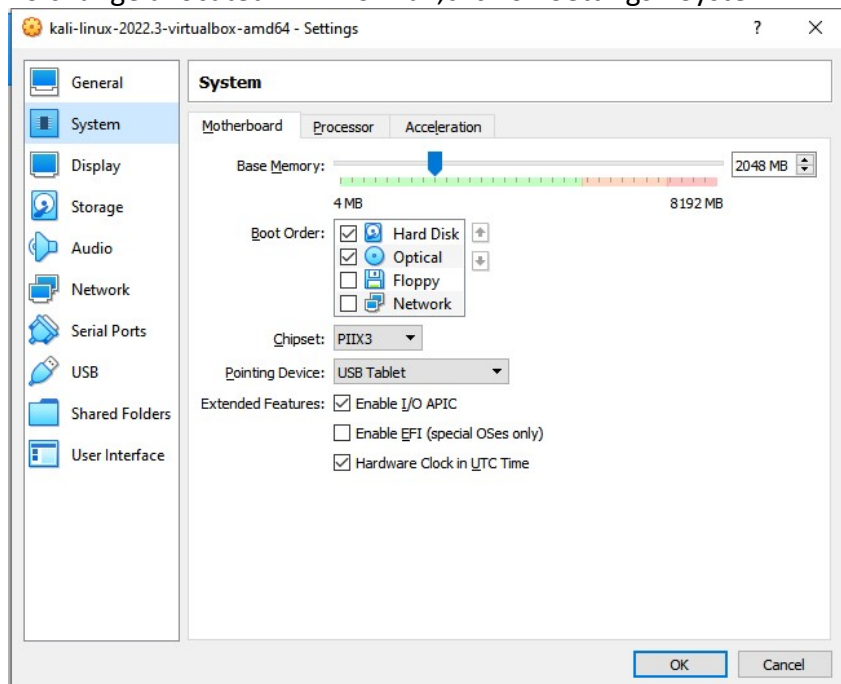 kali-linux-2022.3-virtualbox-amd64 - Settings ? ×
General
System
Display
Storage
Audio
Network
Serial Ports
USB
Shared Folders
User Interface
System
Motherboard Processor Acceleration
Base Memory: 2048 MB
4 MB 8192 MB
Boot Order: Hard Disk
Optical
Floppy
Network
Chipset: PIIX3
Pointing Device: USB Tablet
Extended Features: Enable I/O APIC
Enable EFI (special OSes only)
Hardware Clock in UTC Time
OK Cancel